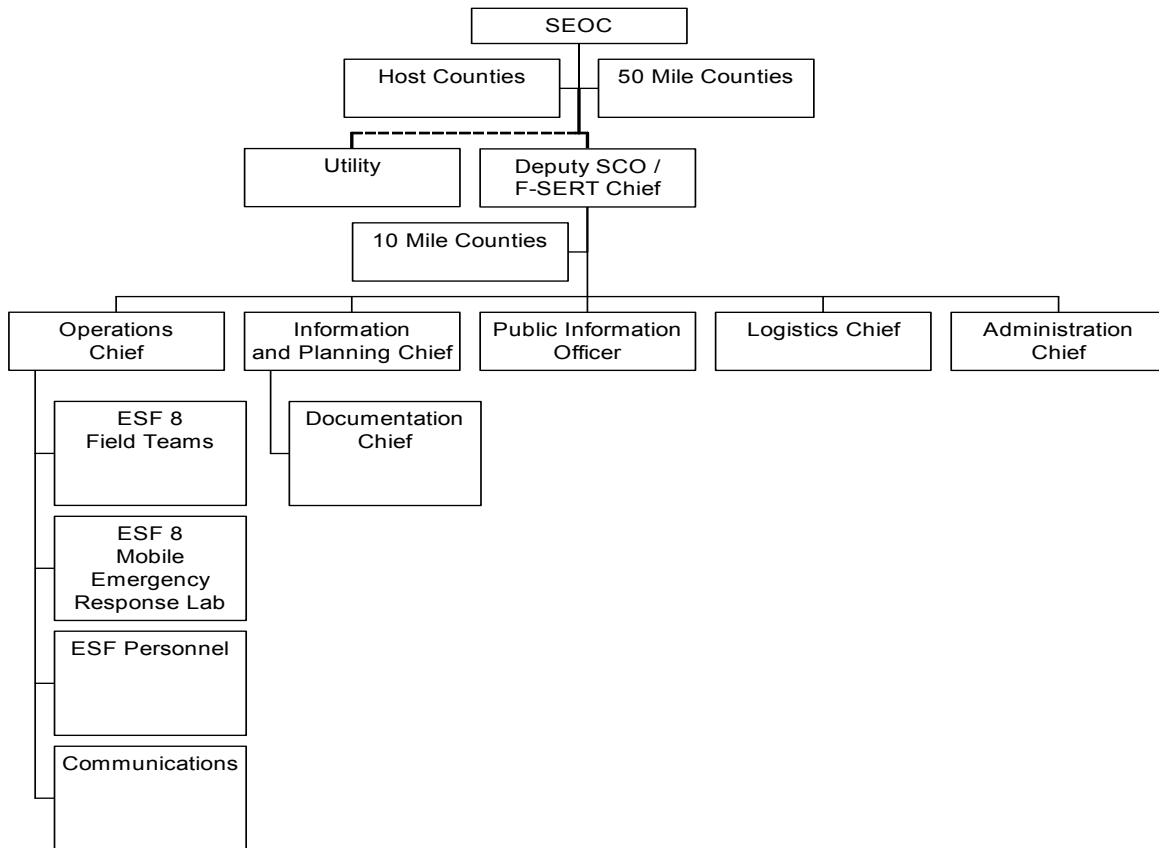 SEOC
Host Counties
50 Mile Counties
Utility
Deputy SCO /
F-SERT Chief
10 Mile Counties
Operations
Chief
Information
and Planning Chief
Public Information
Officer
Logistics Chief
Administration
Chief
ESF 8
Field Teams
Documentation
Chief
ESF 8
Mobile
Emergency
Response Lab
ESF Personnel
Communications